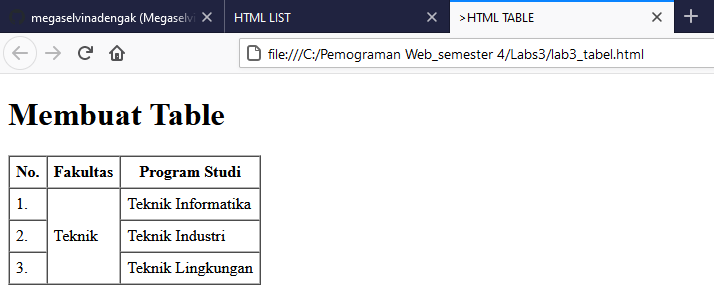 megaselvinadengak (Megaselvi
HTML LIST
>HTML TABLE
file:///C:/Pemograman Web_semester 4/Labs3/lab3_tabel.html
Membuat Table
No. Fakultas Program Studi
1. Teknik Informatika
2. Teknik Teknik Industri
3. Teknik Lingkungan